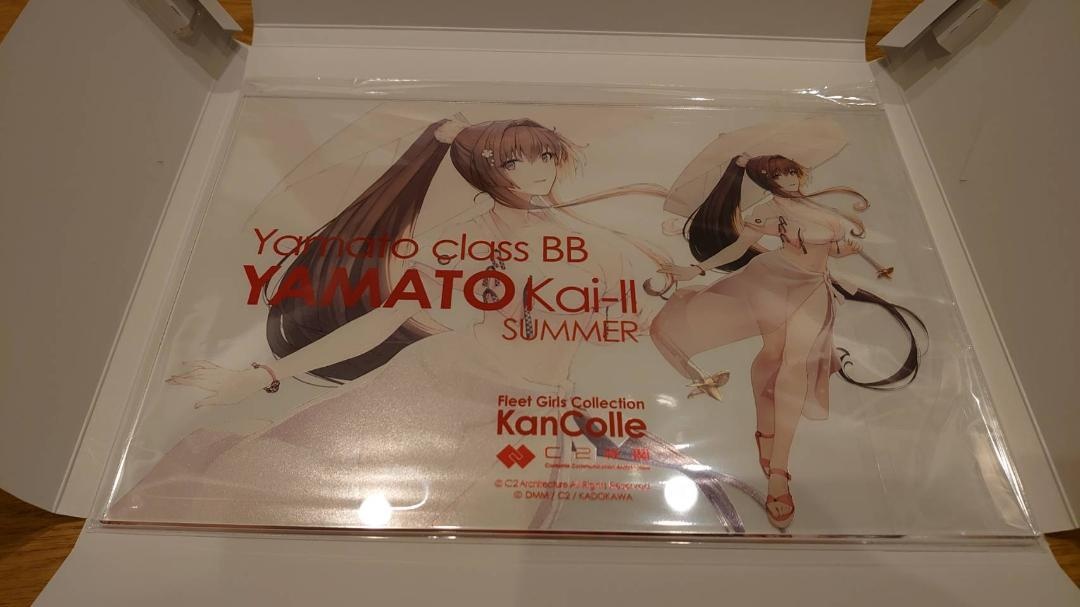 Yamato class BB
YAMATO Kai-II
SUMMER
Fleet Girls Collection
KanColle
C2
© C2 Architecture All Rights Reserved.
© DMM / C2 / KADOKAWA